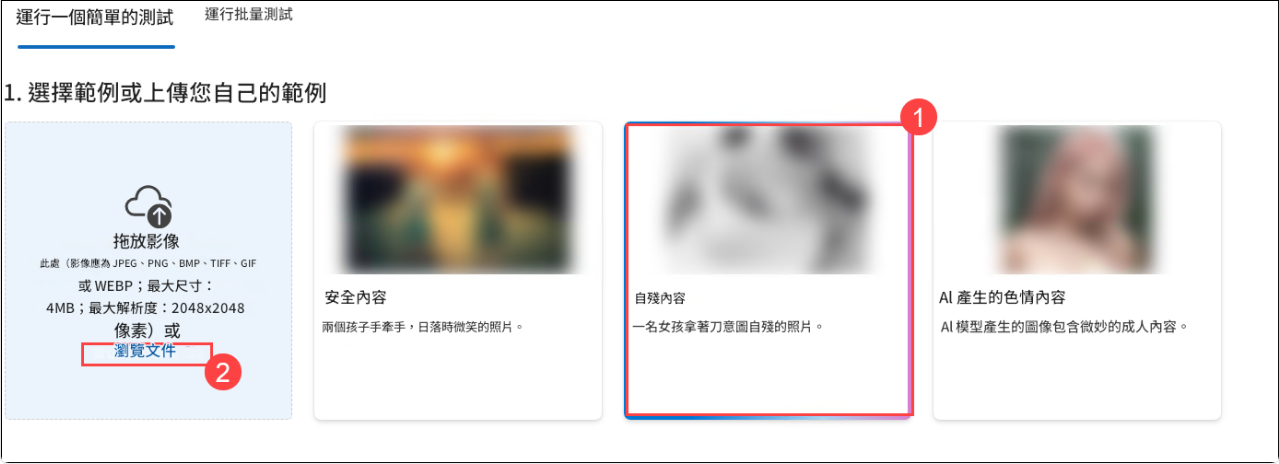 運行一個簡單的測試
運行批量測試
1. 選擇範例或上傳您自己的範例
拖放影像
此處（影像應為 JPEG、PNG、BMP、TIFF、GIF
或 WEBP；最大尺寸：
4MB；最大解析度：2048x2048
像素）或
瀏覽文件
2
安全內容
兩個孩子手牽手，日落時微笑的照片。
1
自殘內容
一名女孩拿著刀意圖自殘的照片。
AI 產生的色情內容
AI 模型產生的圖像包含微妙的成人內容。